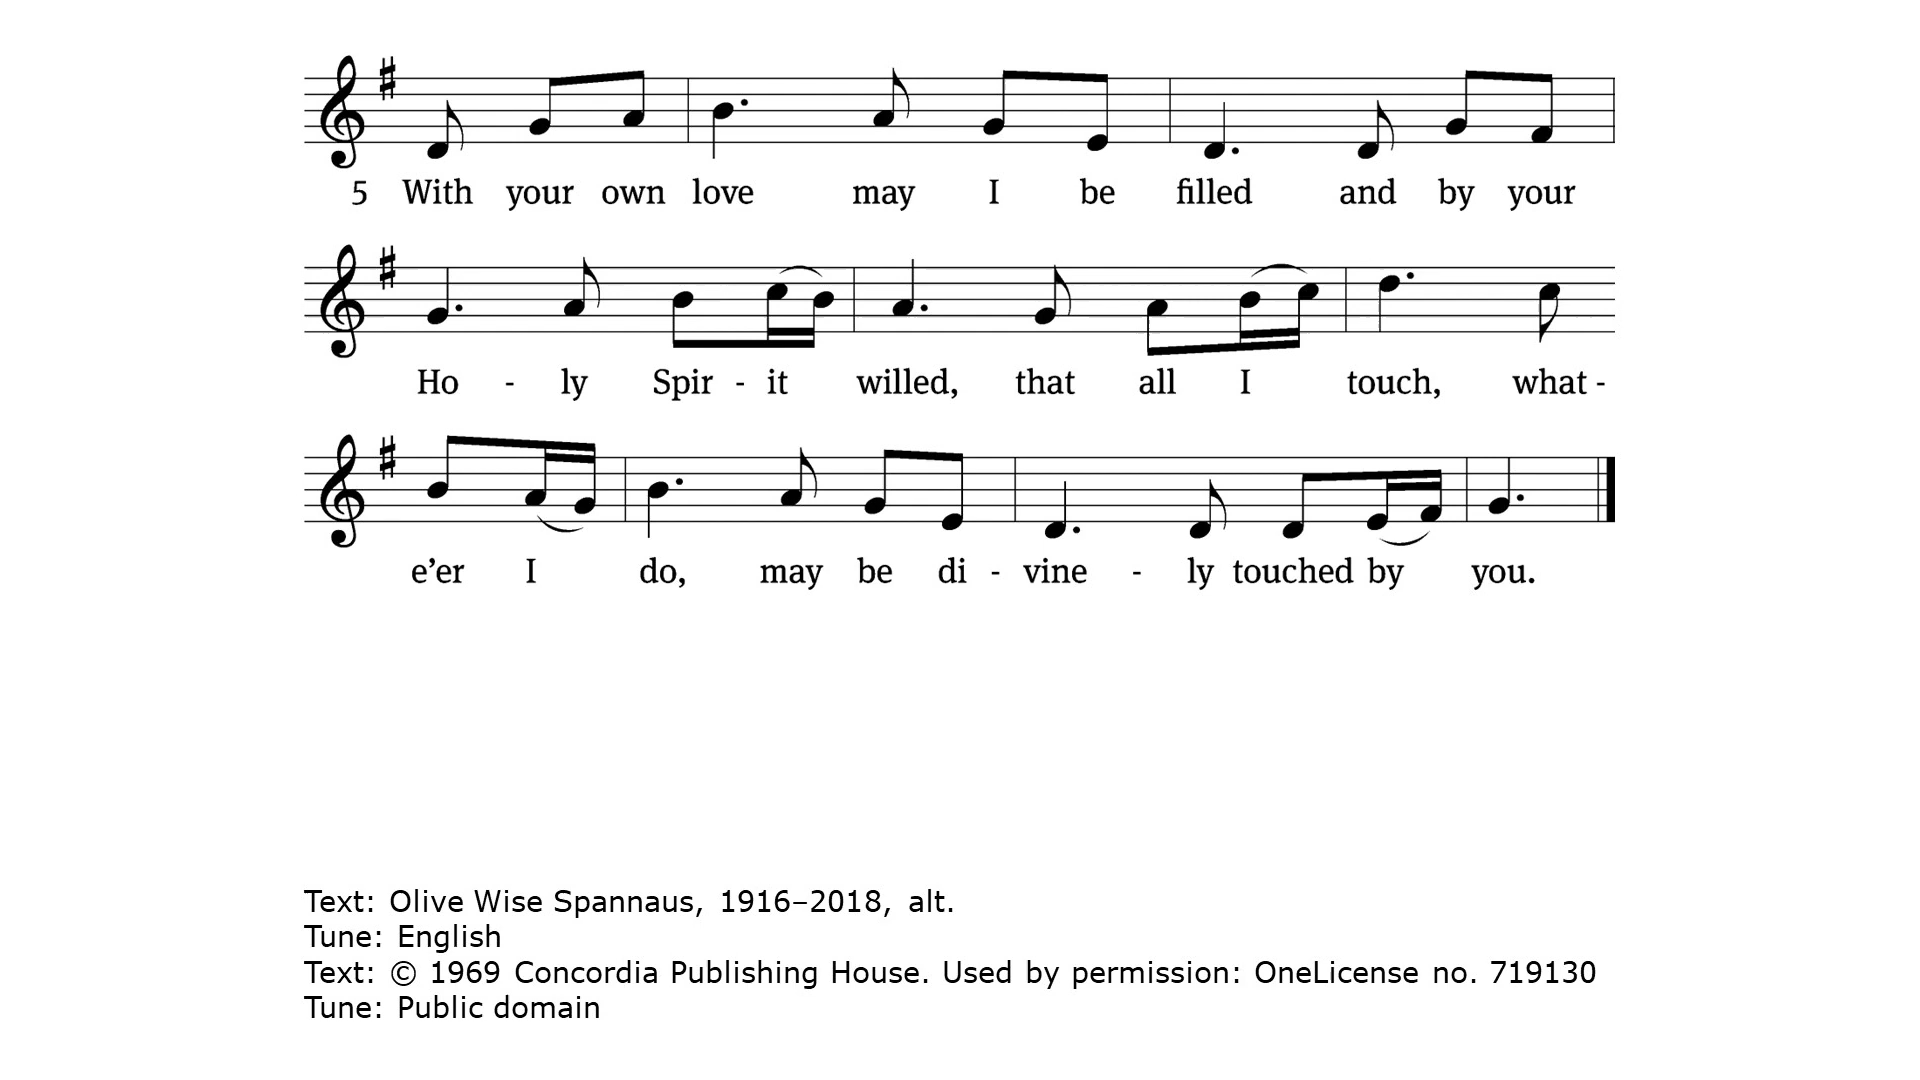 5 With your own love may I be filled and by your
Ho - ly Spir - it willed, that all I touch, what -
e’er I do, may be di - vine - ly touched by you.
Text: Olive Wise Spannaus, 1916–2018, alt.
Tune: English
Text: © 1969 Concordia Publishing House. Used by permission: OneLicense no. 719130
Tune: Public domain